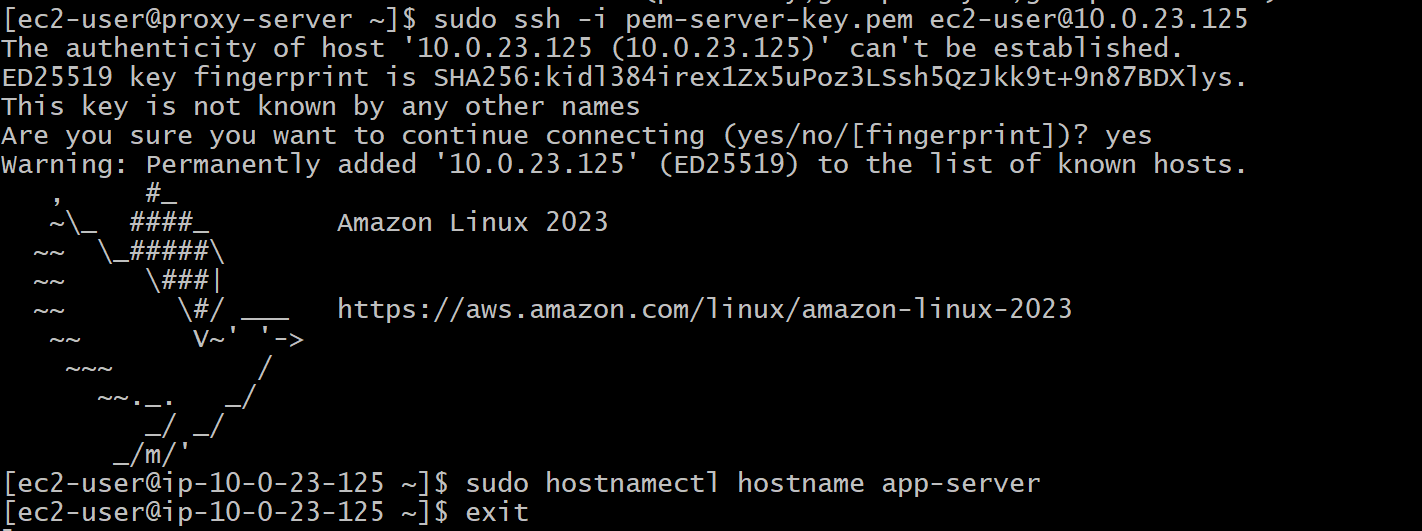 [ec2-user@proxy-server ~]$ sudo ssh -i pem-server-key.pem ec2-user@10.0.23.125
The authenticity of host '10.0.23.125 (10.0.23.125)' can't be established.
ED25519 key fingerprint is SHA256:kidl384irex1Zx5uPoz3LSsh5QzJkk9t+9n87BDXlys.
This key is not known by any other names
Are you sure you want to continue connecting (yes/no/[fingerprint])? yes
Warning: Permanently added '10.0.23.125' (ED25519) to the list of known hosts.
   ,     #_
   ~\_  ####_        Amazon Linux 2023
  ~~  \_#####\
  ~~     \###|
  ~~       \#/ ___   https://aws.amazon.com/linux/amazon-linux-2023
   ~~       V~' '->
    ~~~         /
      ~~._.   _/
         _/ _/
       _/m/'
[ec2-user@ip-10-0-23-125 ~]$ sudo hostnamectl hostname app-server
[ec2-user@ip-10-0-23-125 ~]$ exit